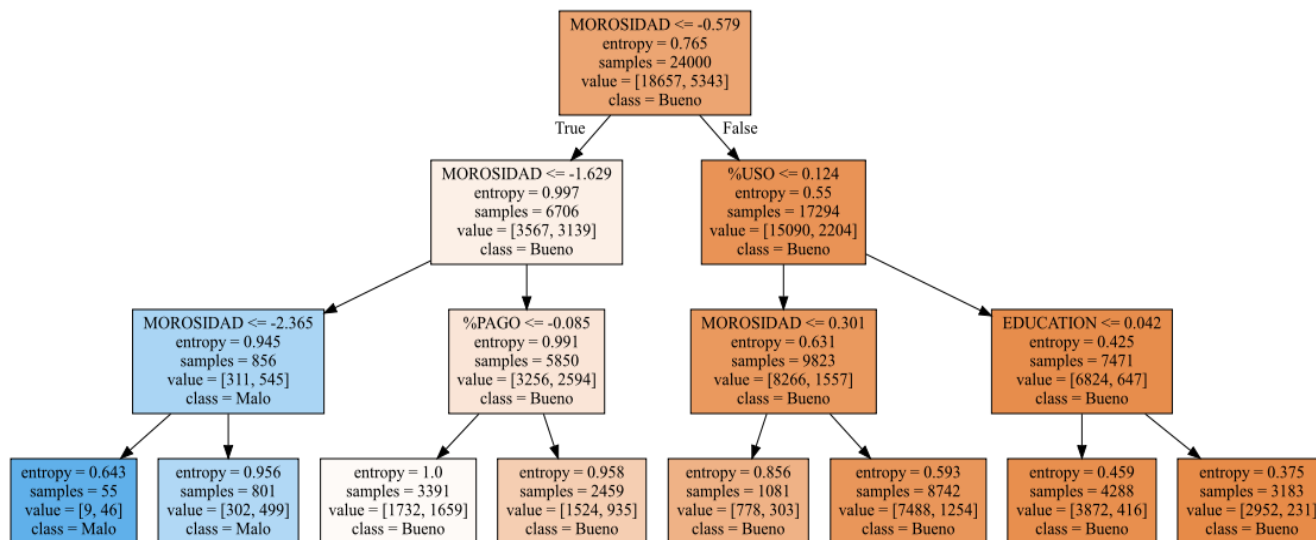 MOROSIDAD <= -0.579
entropy = 0.765
samples = 24000
value = [18657, 5343]
class = Bueno
True
False
MOROSIDAD <= -1.629
entropy = 0.997
samples = 6706
value = [3567, 3139]
class = Bueno
%USO <= 0.124
entropy = 0.55
samples = 17294
value = [15090, 2204]
class = Bueno
MOROSIDAD <= -2.365
entropy = 0.945
samples = 856
value = [311, 545]
class = Malo
%PAGO <= -0.085
entropy = 0.991
samples = 5850
value = [3256, 2594]
class = Bueno
MOROSIDAD <= 0.301
entropy = 0.631
samples = 9823
value = [8266, 1557]
class = Bueno
EDUCATION <= 0.042
entropy = 0.425
samples = 7471
value = [6824, 647]
class = Bueno
entropy = 0.643
samples = 55
value = [9, 46]
class = Malo
entropy = 0.956
samples = 801
value = [302, 499]
class = Malo
entropy = 1.0
samples = 3391
value = [1732, 1659]
class = Bueno
entropy = 0.958
samples = 2459
value = [1524, 935]
class = Bueno
entropy = 0.856
samples = 1081
value = [778, 303]
class = Bueno
entropy = 0.593
samples = 8742
value = [7488, 1254]
class = Bueno
entropy = 0.459
samples = 4288
value = [3872, 416]
class = Bueno
entropy = 0.375
samples = 3183
value = [2952, 231]
class = Bueno